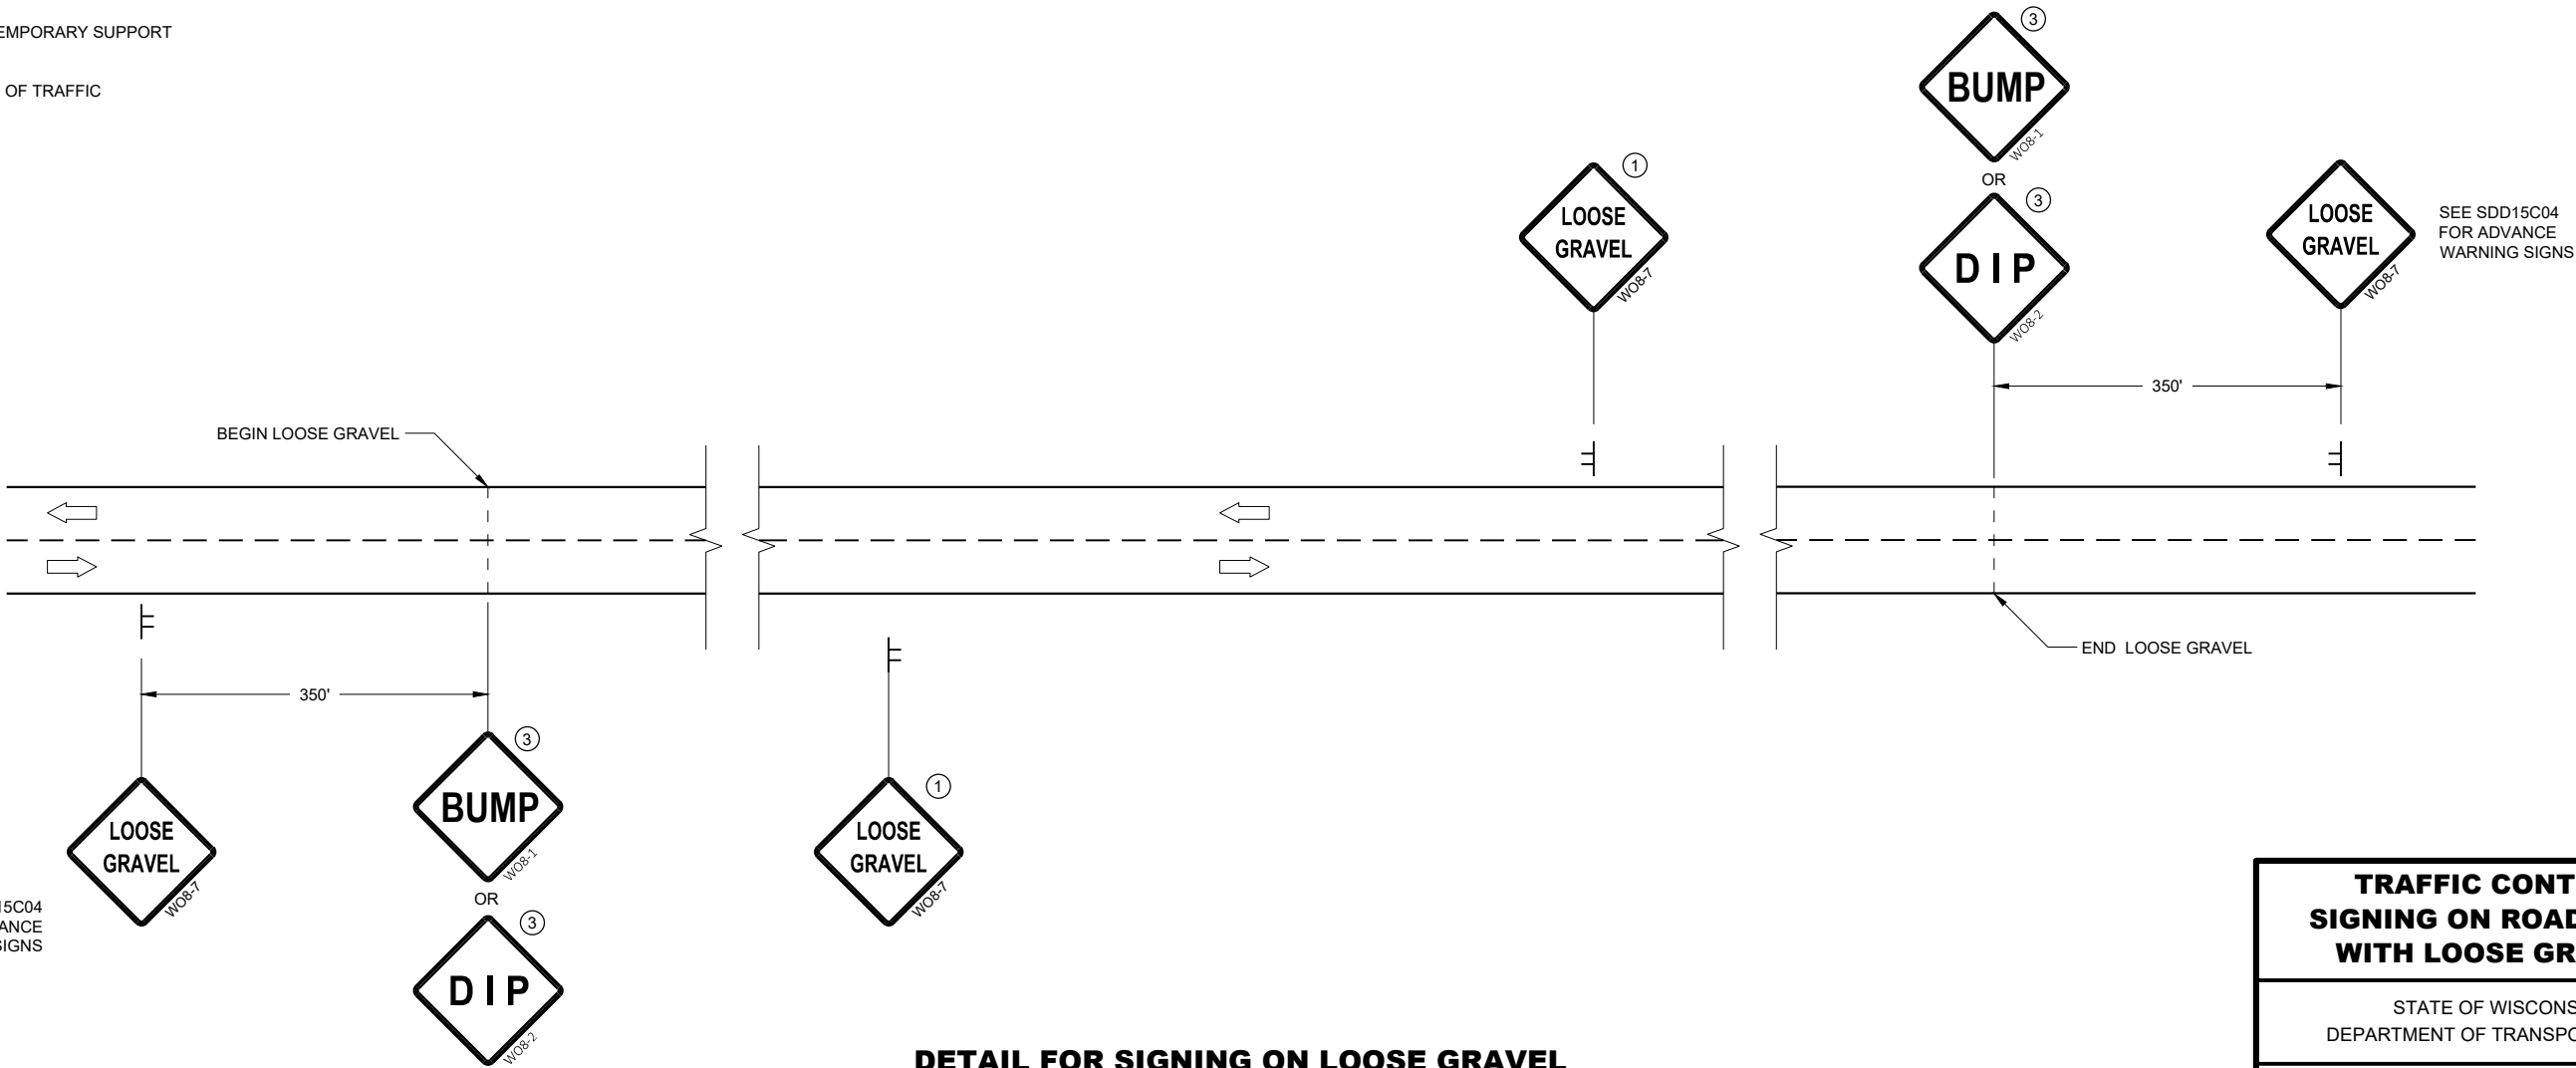 EMPORARY SUPPORT
OF TRAFFIC
3
BUMP
WO8-1
OR
3
DIP
WO8-2
1
LOOSE
GRAVEL
WO8-7
LOOSE
GRAVEL
WO8-7
SEE SDD15C04
FOR ADVANCE
WARNING SIGNS
350'
BEGIN LOOSE GRAVEL
END LOOSE GRAVEL
350'
LOOSE
GRAVEL
WO8-7
3
BUMP
WO8-1
OR
3
DIP
WO8-2
1
LOOSE
GRAVEL
WO8-7
15C04
ANCE
SIGNS
DETAIL FOR SIGNING ON LOOSE GRAVEL
TRAFFIC CONT
SIGNING ON ROAD
WITH LOOSE GR
STATE OF WISCONS
DEPARTMENT OF TRANSPO